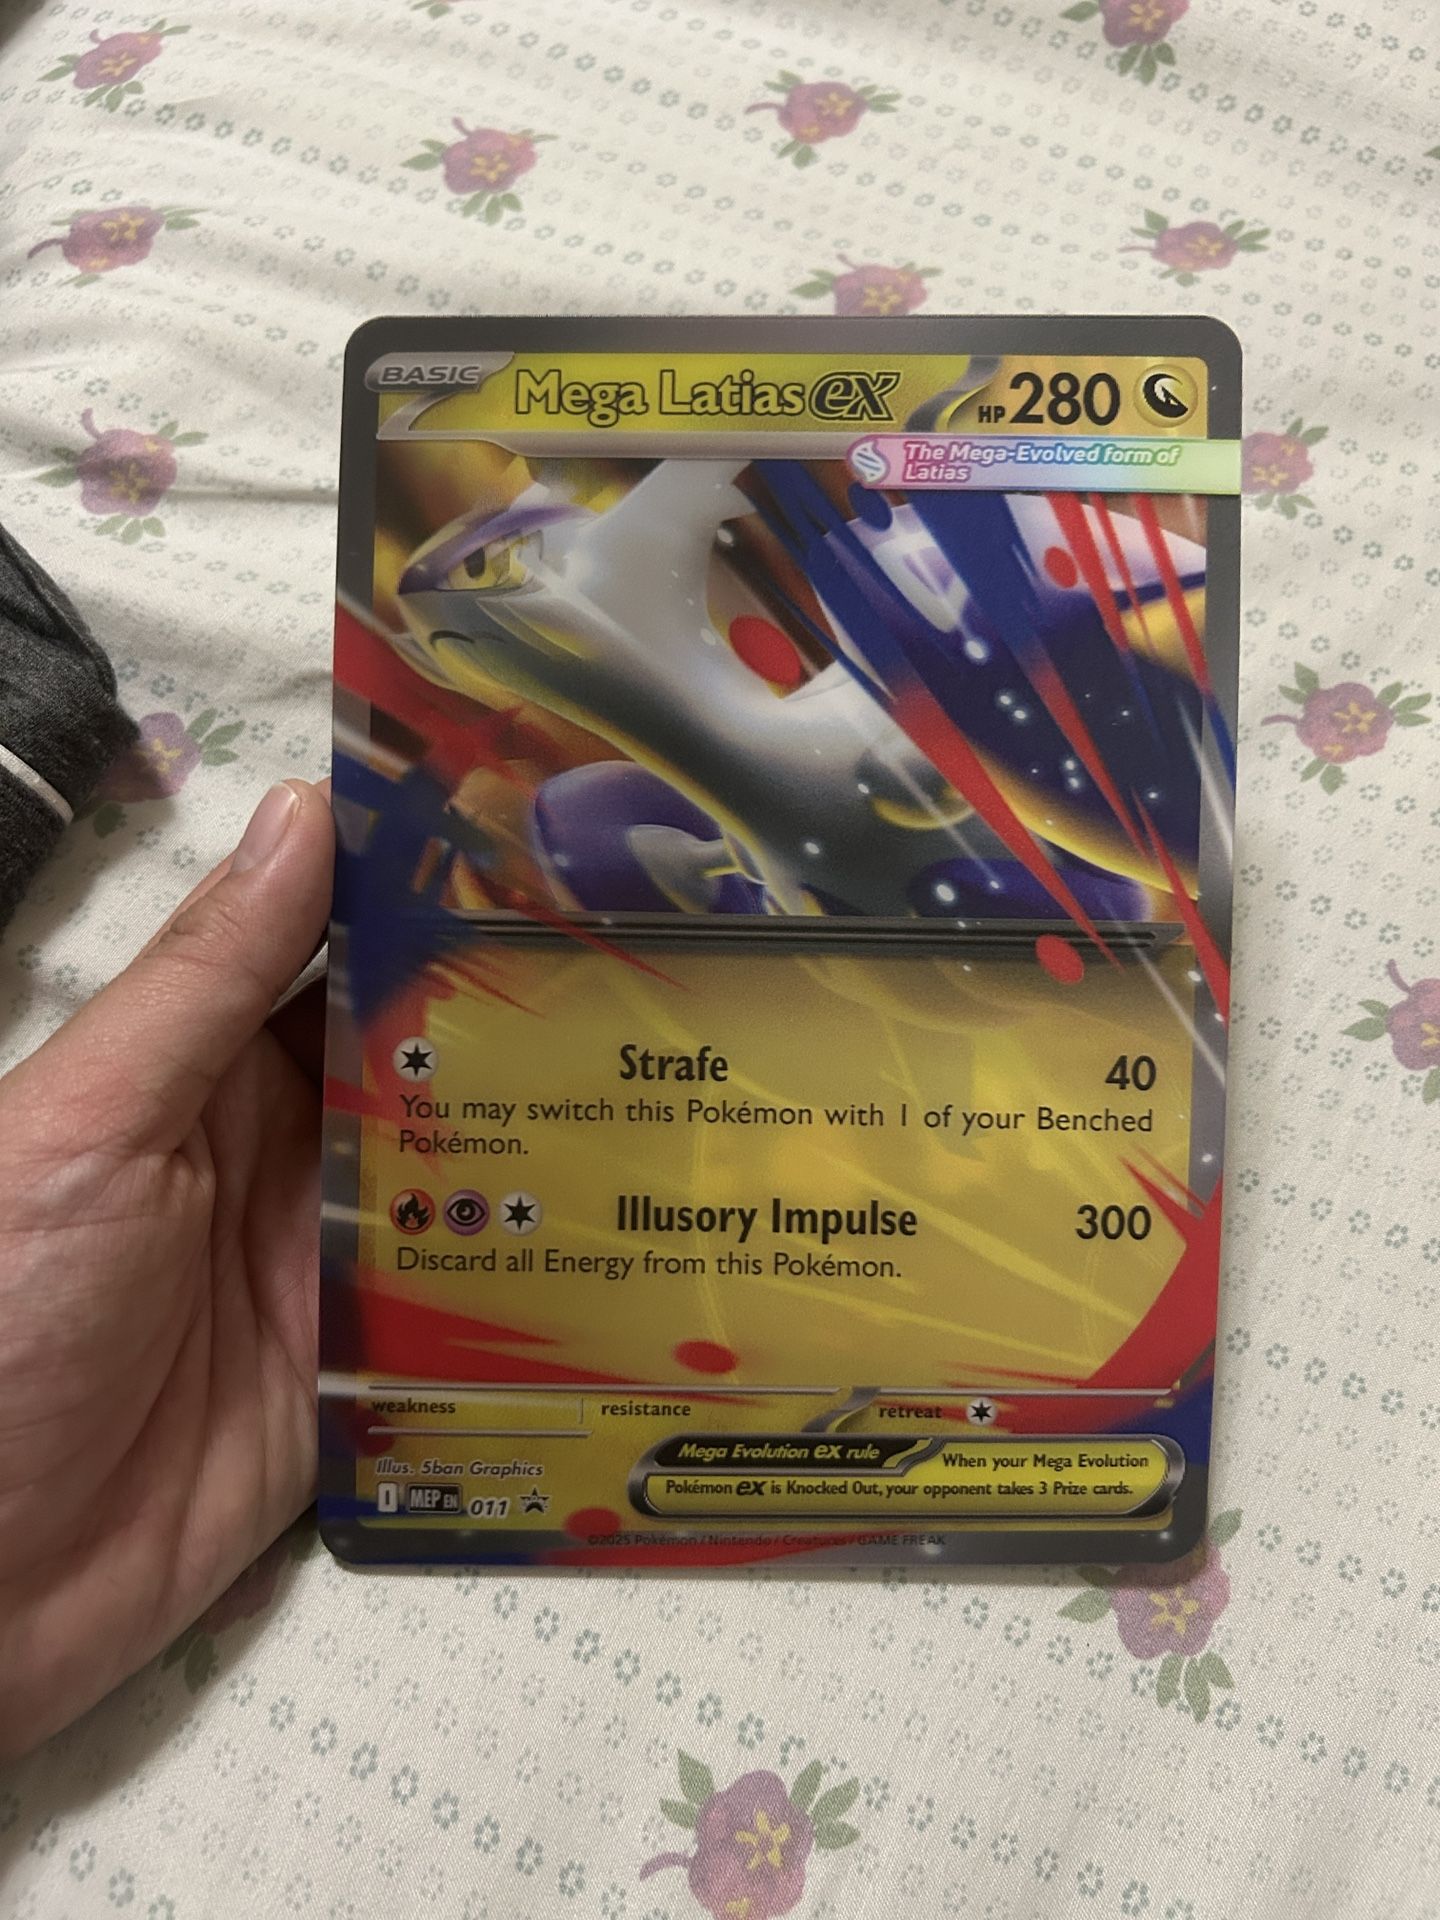 BASIC
Mega Latias ex
HP 280
The Mega-Evolved form of
Latias
Strafe 40
You may switch this Pokémon with 1 of your Benched
Pokémon.
Illusory Impulse 300
Discard all Energy from this Pokémon.
weakness resistance retreat
Illus. 5ban Graphics
I MEP EN 011
Mega Evolution ex rule When your Mega Evolution
Pokémon ex is Knocked Out, your opponent takes 3 Prize cards.
©2025 Pokémon / Nintendo / Creatures / GAME FREAK